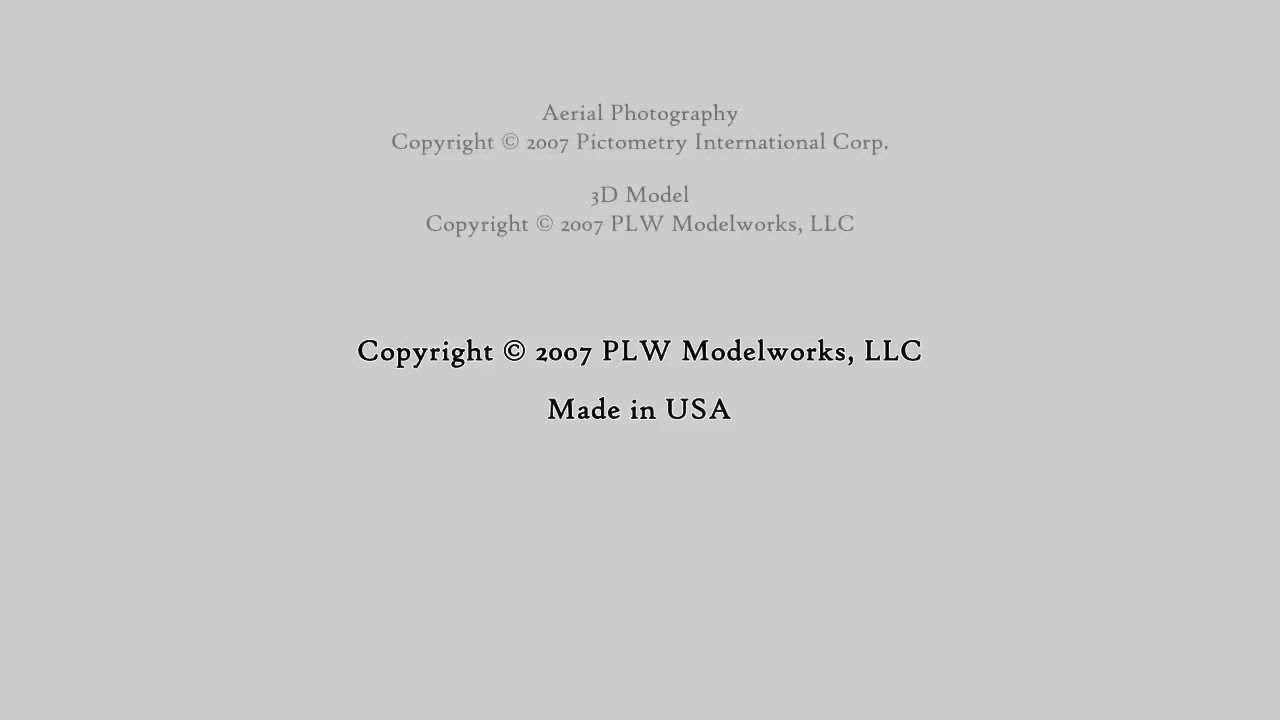 Aerial Photography
Copyright © 2007 Pictometry International Corp.
3D Model
Copyright © 2007 PLW Modelworks, LLC
Copyright © 2007 PLW Modelworks, LLC
Made in USA